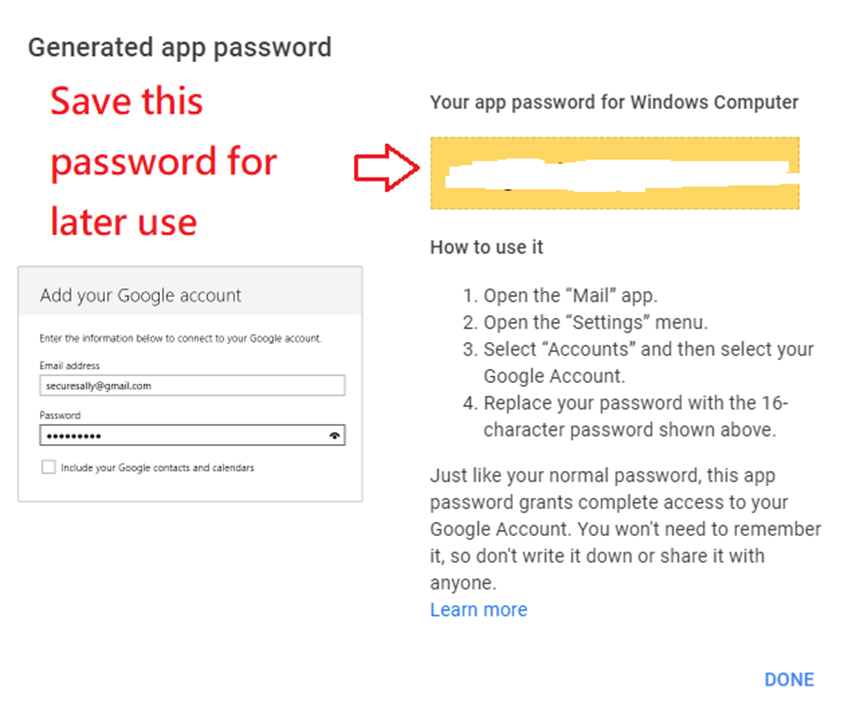 Generated app password
Save this
password for
later use
Add your Google account
Enter the information below to connect to your Google account.
Email address
securesally@gmail.com
Password
•••••••••
Include your Google contacts and calendars
Your app password for Windows Computer
How to use it
1. Open the “Mail” app.
2. Open the “Settings” menu.
3. Select “Accounts” and then select your
Google Account.
4. Replace your password with the 16-
character password shown above.
Just like your normal password, this app
password grants complete access to your
Google Account. You won't need to remember
it, so don't write it down or share it with
anyone.
Learn more
DONE